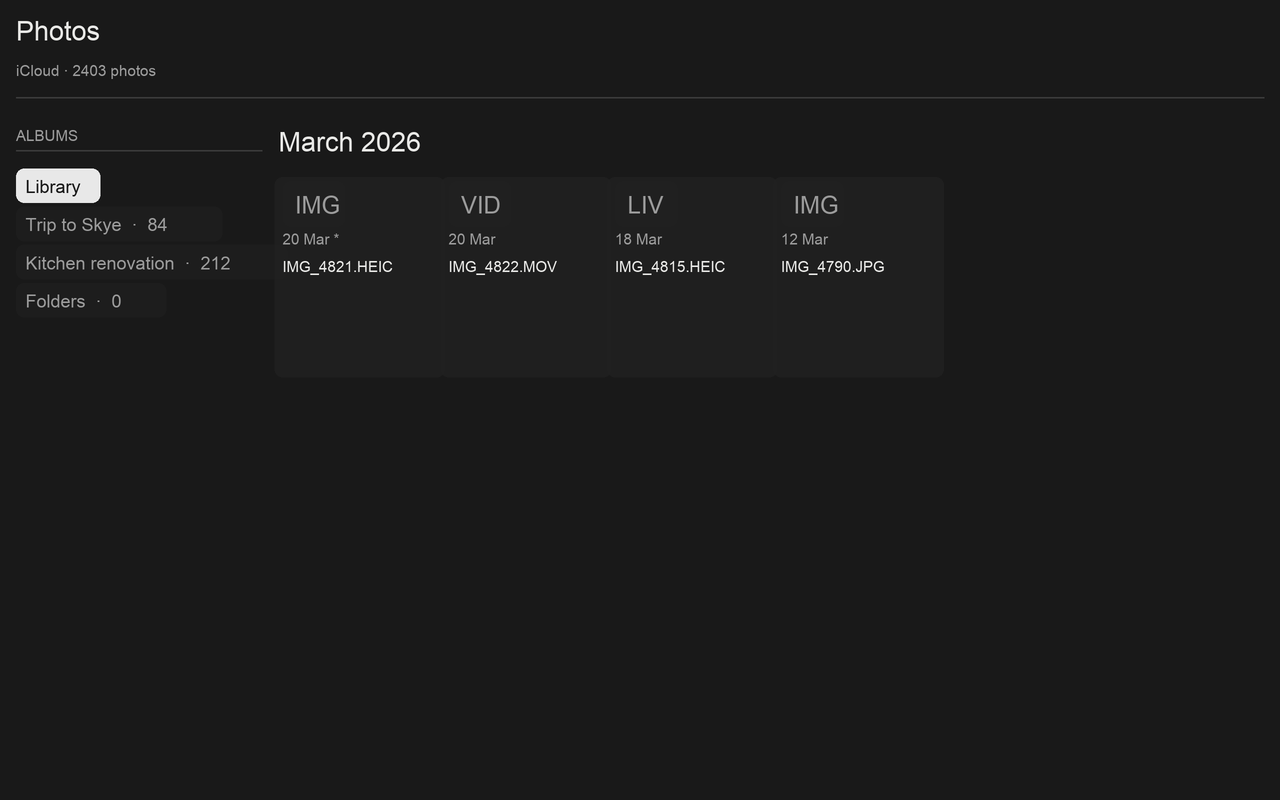 Photos
iCloud · 2403 photos
ALBUMS
Library
Trip to Skye · 84
Kitchen renovation · 212
Folders · 0
March 2026
IMG
20 Mar *
IMG_4821.HEIC
VID
20 Mar
IMG_4822.MOV
LIV
18 Mar
IMG_4815.HEIC
IMG
12 Mar
IMG_4790.JPG